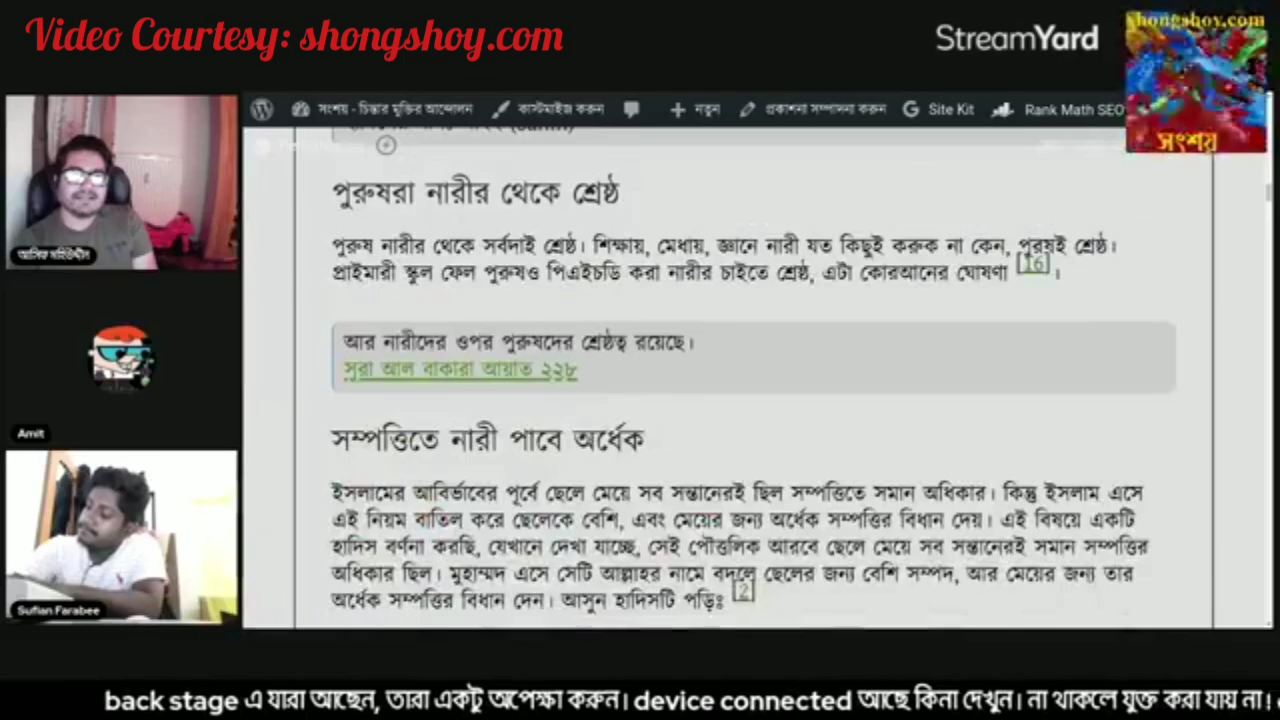 Video Courtesy: shongshoy.com
StreamYard
shongshoy.com
সংশয়
সংশয় - চিন্তার মুক্তির আন্দোলন কাস্টমাইজ করুন + নতুন প্রকাশনা সম্পাদনা করুন Site Kit Rank Math SEO
পুরুষরা নারীর থেকে শ্রেষ্ঠ
পুরুষ নারীর থেকে সর্বদাই শ্রেষ্ঠ। শিক্ষায়, মেধায়, জ্ঞানে নারী যত কিছুই করুক না কেন, পুরষই শ্রেষ্ঠ।
প্রাইমারী স্কুল ফেল পুরুষও পিএইচডি করা নারীর চাইতে শ্রেষ্ঠ, এটা কোরআনের ঘোষণা [16] ।
আর নারীদের ওপর পুরুষদের শ্রেষ্ঠত্ব রয়েছে।
সুরা আল বাকারা আয়াত ২২৮
সম্পত্তিতে নারী পাবে অর্ধেক
ইসলামের আবির্ভাবের পূর্বে ছেলে মেয়ে সব সন্তানেরই ছিল সম্পত্তিতে সমান অধিকার। কিন্তু ইসলাম এসে
এই নিয়ম বাতিল করে ছেলেকে বেশি, এবং মেয়ের জন্য অর্ধেক সম্পত্তির বিধান দেয়। এই বিষয়ে একটি
হাদিস বর্ণনা করছি, যেখানে দেখা যাচ্ছে, সেই পৌত্তলিক আরবে ছেলে মেয়ে সব সন্তানেরই সমান সম্পত্তির
অধিকার ছিল। মুহাম্মদ এসে সেটি আল্লাহর নামে বদলে ছেলের জন্য বেশি সম্পদ, আর মেয়ের জন্য তার
অর্ধেক সম্পত্তির বিধান দেন। আসুন হাদিসটি পড়িঃ [2]
আসিফ মহিউদ্দীন
Amit
Sufian Farabee
back stage এ যারা আছেন, তারা একটু অপেক্ষা করুন। device connected আছে কিনা দেখুন। না থাকলে যুক্ত করা যায় না!